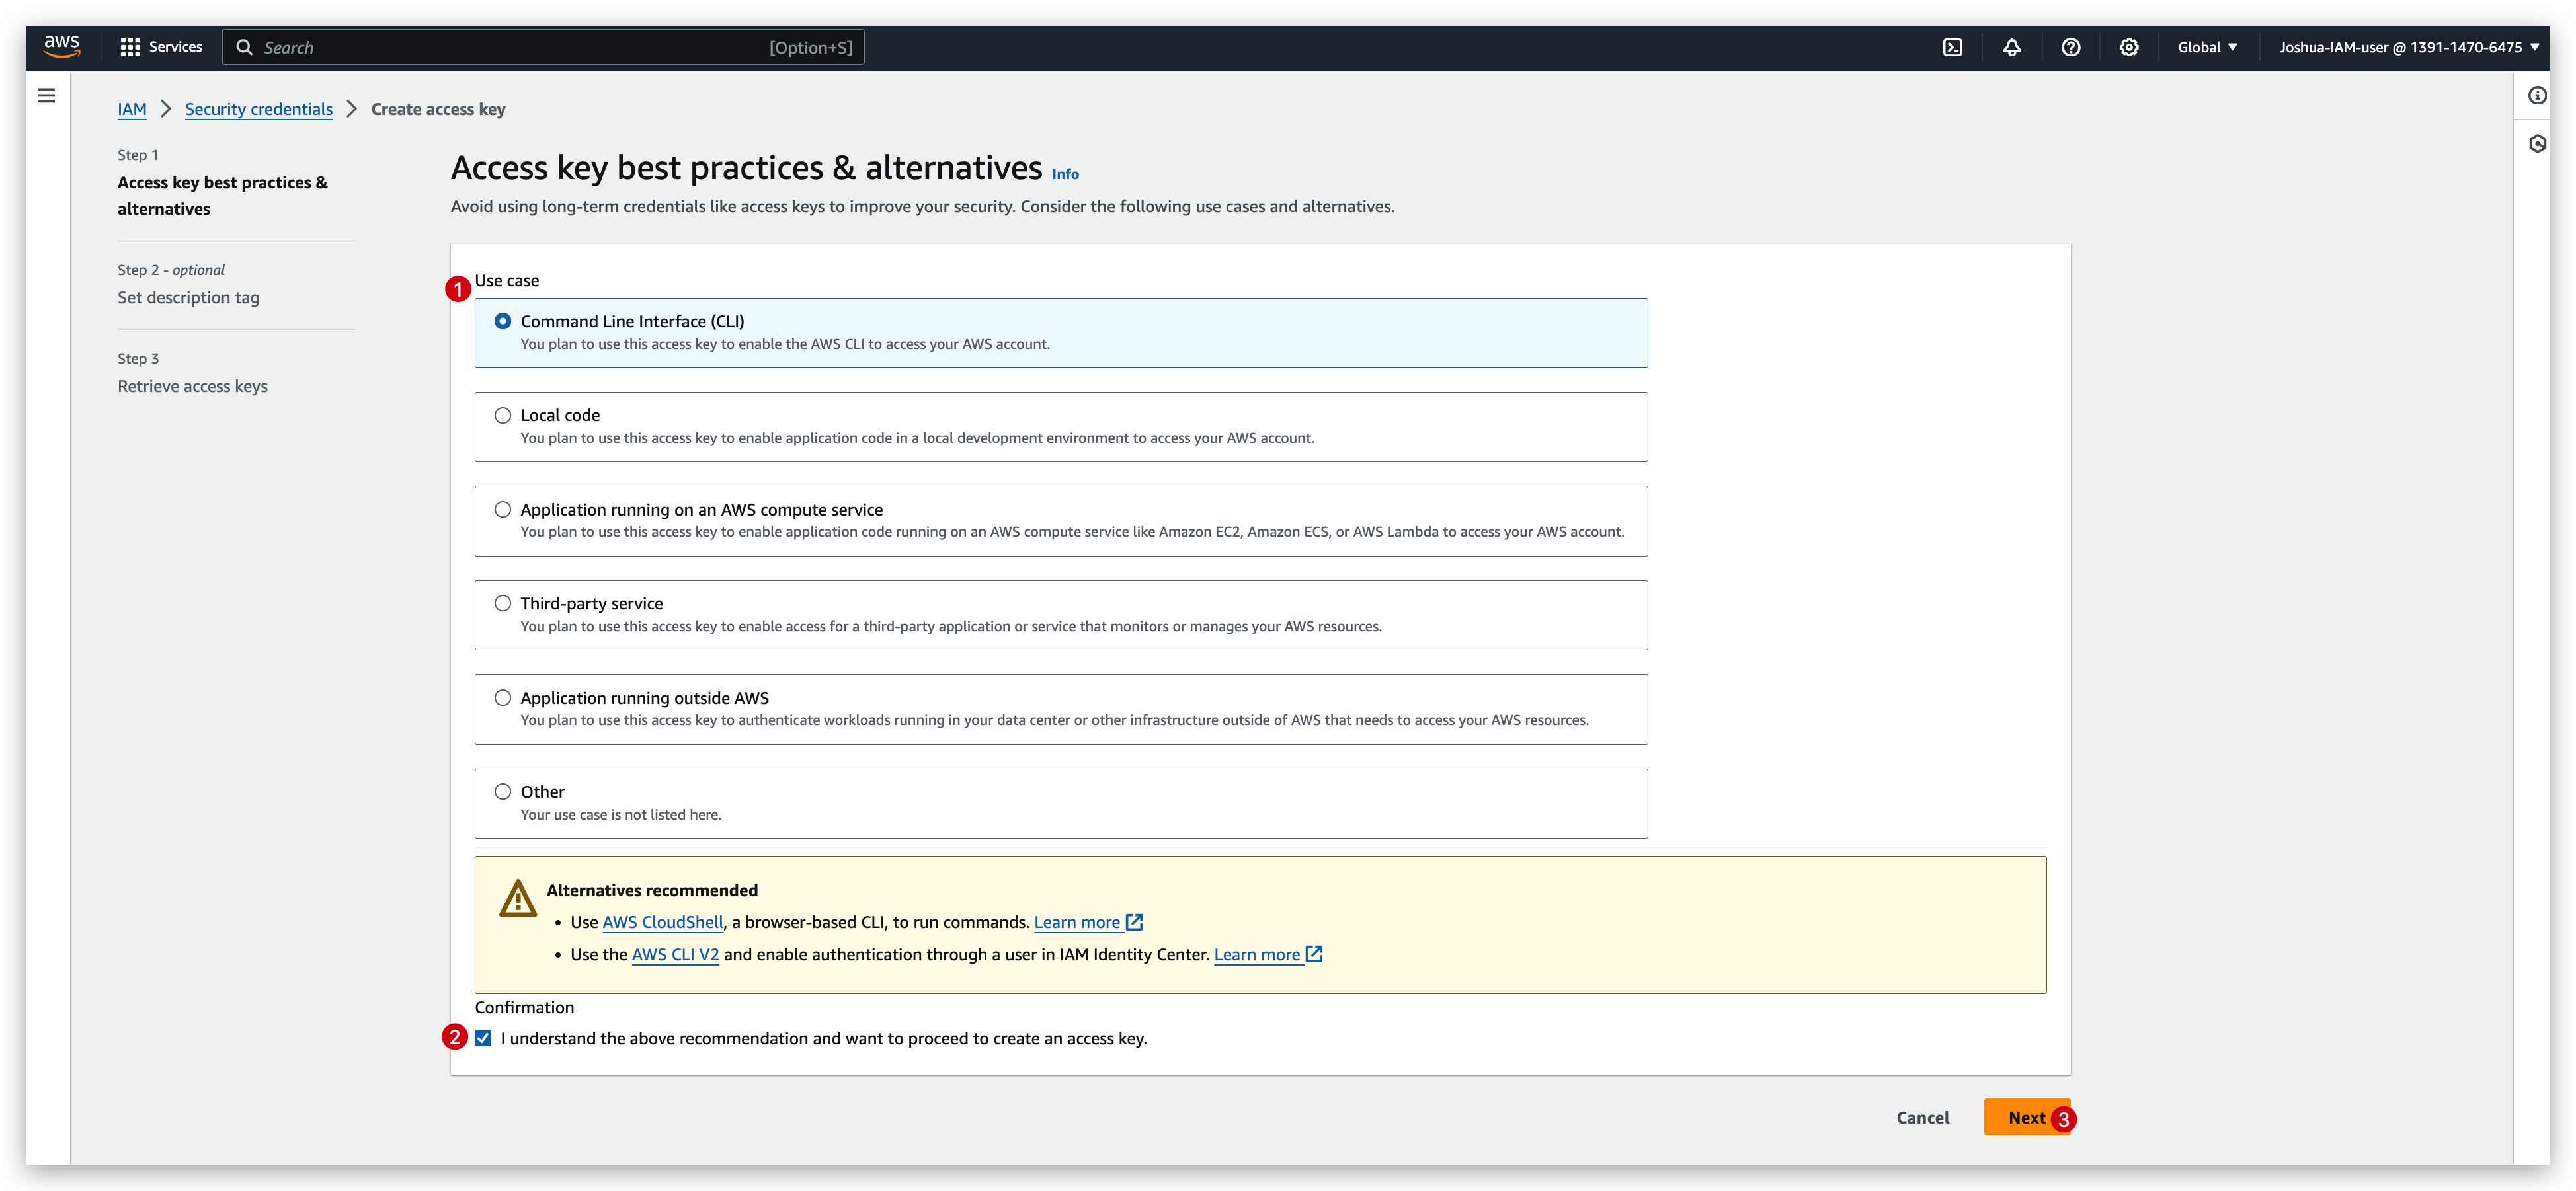 aws
Services
Search
[Option+S]
Global
Joshua-IAM-user @ 1391-1470-6475
IAM
Security credentials
Create access key
Step 1
Access key best practices &
alternatives
Step 2 - optional
Set description tag
Step 3
Retrieve access keys
Access key best practices & alternatives Info
Avoid using long-term credentials like access keys to improve your security. Consider the following use cases and alternatives.
1
Use case
Command Line Interface (CLI)
You plan to use this access key to enable the AWS CLI to access your AWS account.
Local code
You plan to use this access key to enable application code in a local development environment to access your AWS account.
Application running on an AWS compute service
You plan to use this access key to enable application code running on an AWS compute service like Amazon EC2, Amazon ECS, or AWS Lambda to access your AWS account.
Third-party service
You plan to use this access key to enable access for a third-party application or service that monitors or manages your AWS resources.
Application running outside AWS
You plan to use this access key to authenticate workloads running in your data center or other infrastructure outside of AWS that needs to access your AWS resources.
Other
Your use case is not listed here.
Alternatives recommended
• Use AWS CloudShell, a browser-based CLI, to run commands. Learn more
• Use the AWS CLI V2 and enable authentication through a user in IAM Identity Center. Learn more
Confirmation
2
I understand the above recommendation and want to proceed to create an access key.
Cancel
Next
3